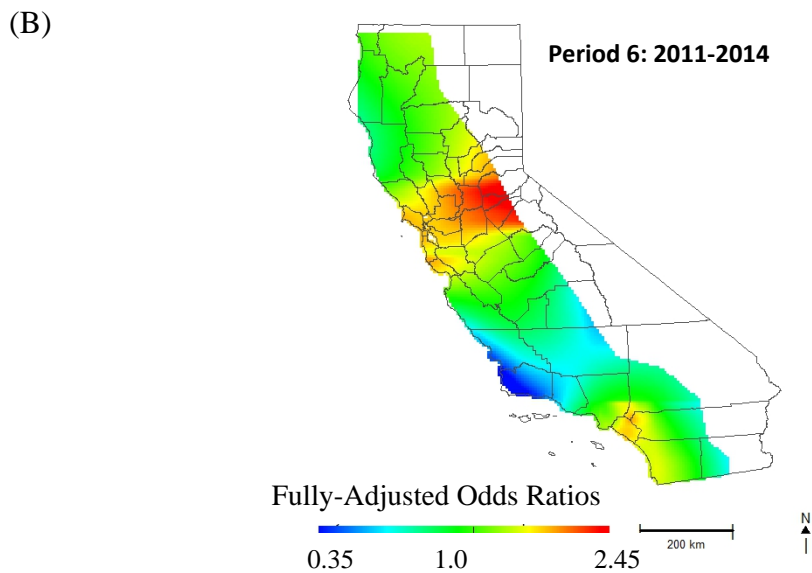 (B)
Period 6: 2011-2014
Fully-Adjusted Odds Ratios
0.35 1.0 2.45
200 km
N